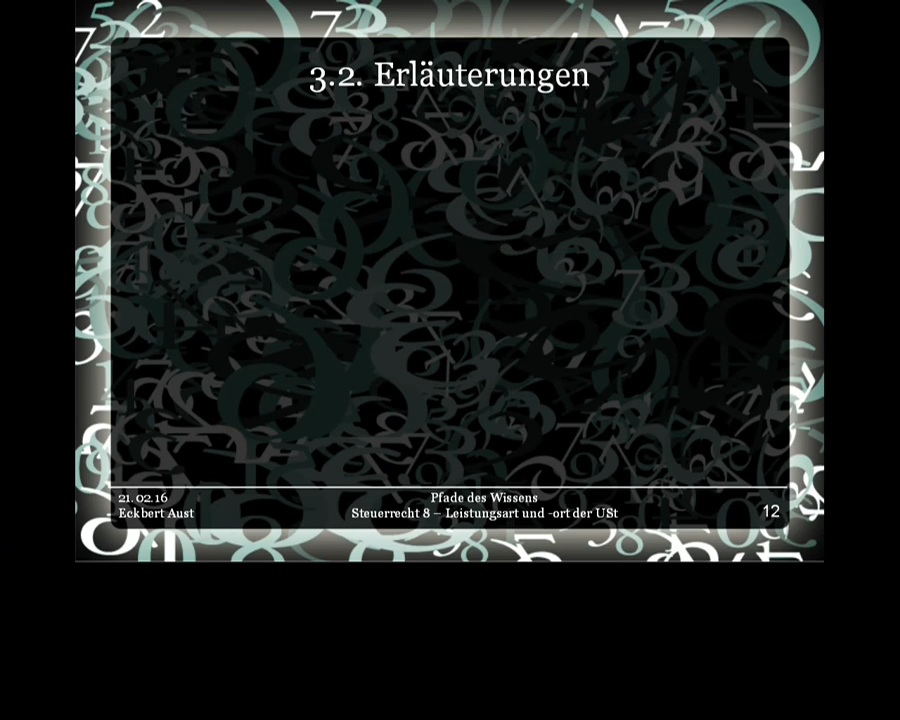 3.2. Erläuterungen
21.02.16
Eckbert Aust
Pfade des Wissens
Steuerrecht 8 – Leistungsart und -ort der USt
12